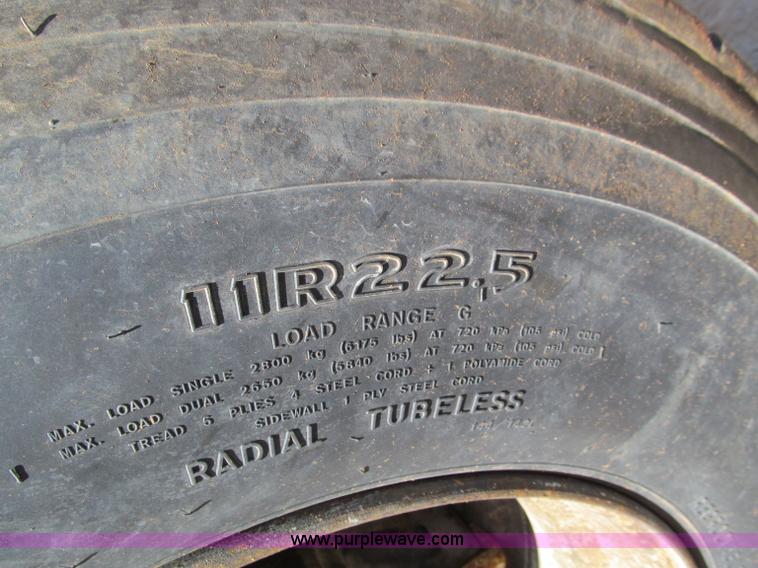 11R22.5
LOAD RANGE G
MAX. LOAD SINGLE 2800 kg (6175 lbs) AT 720 kPa (105 psi) COLD
MAX. LOAD DUAL 2650 kg (5840 lbs) AT 720 kPa (105 psi) COLD
TREAD 5 PLIES 4 STEEL CORD + 1 POLYAMIDE CORD
SIDEWALL 1 PLY STEEL CORD
RADIAL TUBELESS
www.purplewave.com